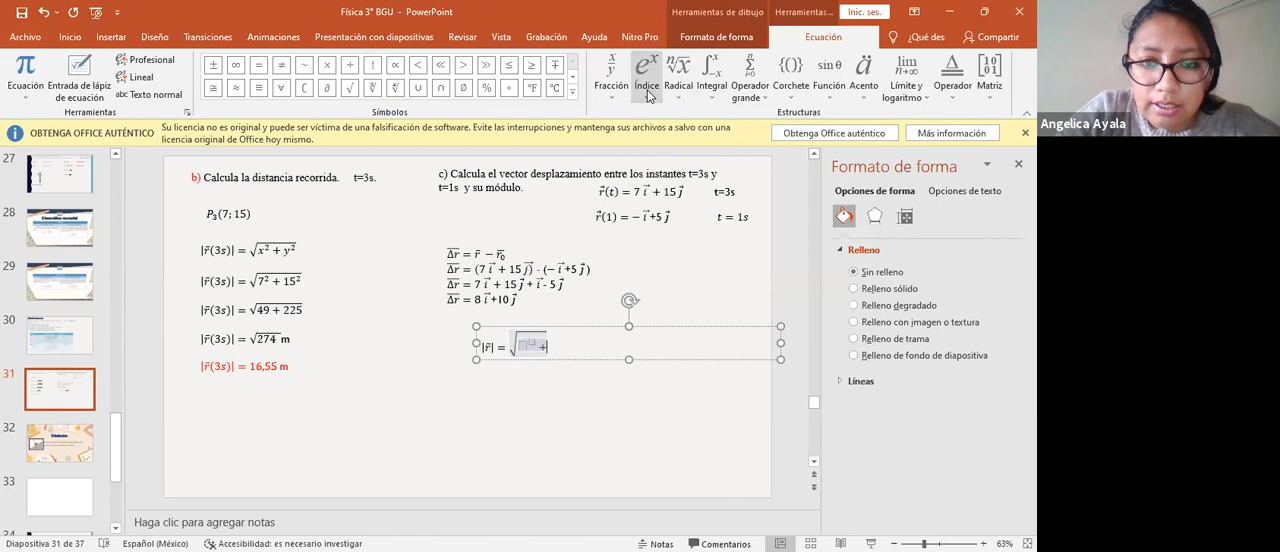 Física 3° BGU - PowerPoint
Herramientas de dibujo
Herramientas...
Inic. ses.
Archivo Inicio Insertar Diseño Transiciones Animaciones Presentación con diapositivas Revisar Vista Grabación Ayuda Nitro Pro Formato de forma Ecuación ¿Qué des Compartir
π Ecuación
Entrada de lápiz de ecuación
Profesional
Lineal
abc Texto normal
Herramientas
± ∞ = ≠ ~ × ÷ ! ∝ < ≪ > ≫ ≤ ≥ ∓
≅ ≈ ≡ ∀ ∁ ∂ √ ∛ ∜ ∪ ∩ ∅ % ° °F °C
Símbolos
Fracción Índice Radical Integral Operador grande Corchete Función Acento Límite y logaritmo Operador Matriz
Estructuras
OBTENGA OFFICE AUTÉNTICO Su licencia no es original y puede ser víctima de una falsificación de software. Evite las interrupciones y mantenga sus archivos a salvo con una
licencia original de Office hoy mismo.
Obtenga Office auténtico
Más información
Angelica Ayala
27
28
29
30
31
32
33
34
b) Calcula la distancia recorrida. t=3s.
P₃(7; 15)
|r̄(3s)| = √(x² + y²)
|r̄(3s)| = √(7² + 15²)
|r̄(3s)| = √(49 + 225)
|r̄(3s)| = √274 m
|r̄(3s)| = 16,55 m
c) Calcula el vector desplazamiento entre los instantes t=3s y
t=1s y su módulo.
r⃗(t) = 7 i⃗ + 15 j⃗ t=3s
r⃗(1) = − i⃗ +5 j⃗ t = 1s
Δr = r̄ − r̄₀
Δr = (7 i⃗ + 15 j⃗) - (− i⃗ +5 j⃗)
Δr = 7 i⃗ + 15 j⃗ + i⃗ - 5 j⃗
Δr = 8 i⃗ +10 j⃗
|r̄| = √ +
Formato de forma
Opciones de forma Opciones de texto
Relleno
Sin relleno
Relleno sólido
Relleno degradado
Relleno con imagen o textura
Relleno de trama
Relleno de fondo de diapositiva
Línea
Haga clic para agregar notas
Diapositiva 31 de 37 Español (México) Accesibilidad: es necesario investigar Notas Comentarios 63%